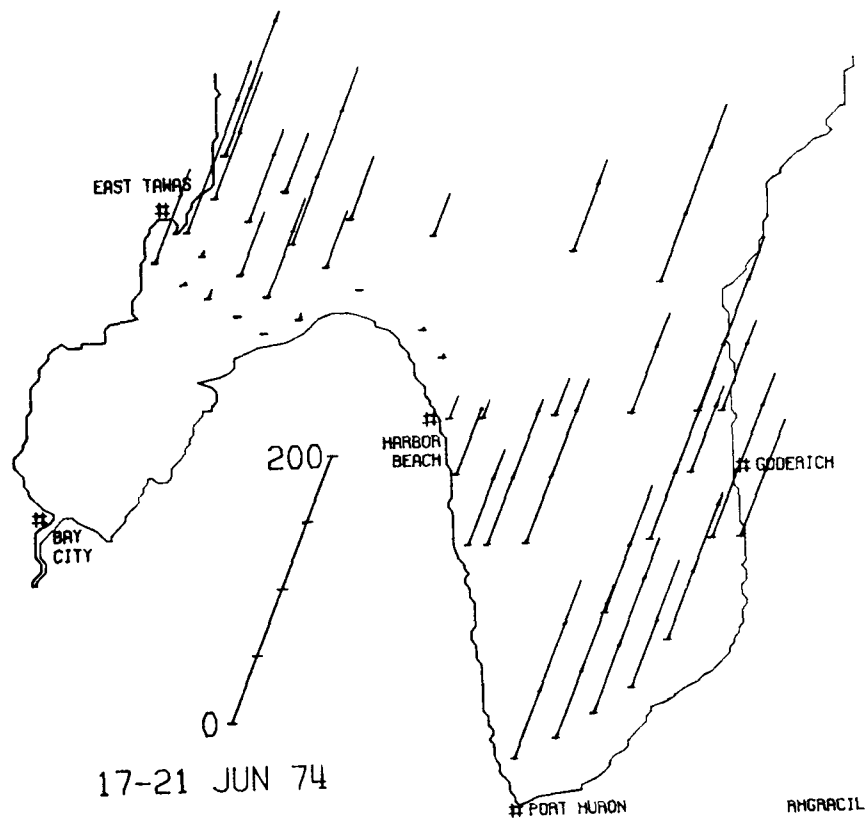 EAST TAWAS
#
200
#
HARBOR
BEACH
# GODERICH
#
BAY
CITY
0
17-21 JUN 74
# PORT HURON
RHGRACIL